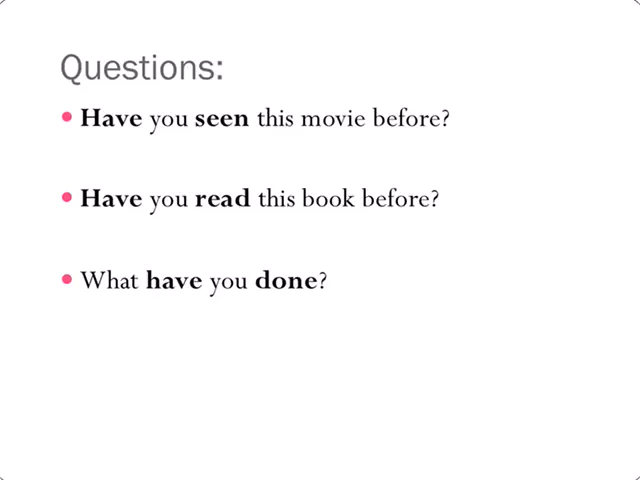 Questions:
• Have you seen this movie before?
• Have you read this book before?
• What have you done?